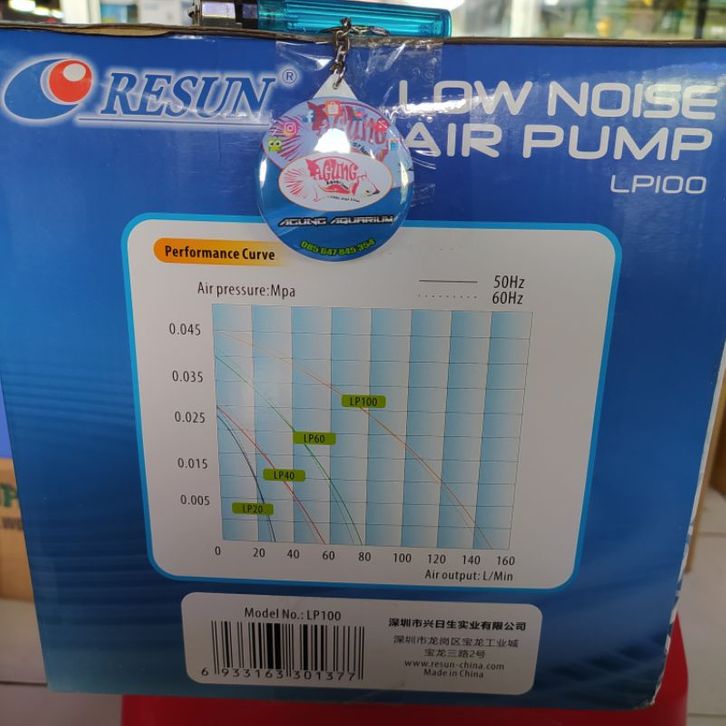 RESUN®
LOW NOISE
AIR PUMP
LP100
AGUNG
AGUNG AQUARIUM
085 647 845 354
Performance Curve
Air pressure:Mpa
50Hz
60Hz
0.045
0.035
0.025
0.015
0.005
LP100
LP60
LP40
LP20
0 20 40 60 80 100 120 140 160
Air output: L/Min
Model No.: LP100
6 933163 301377
深圳市兴日生实业有限公司
深圳市龙岗区宝龙工业城
宝龙三路2号
www.resun-china.com
Made in China